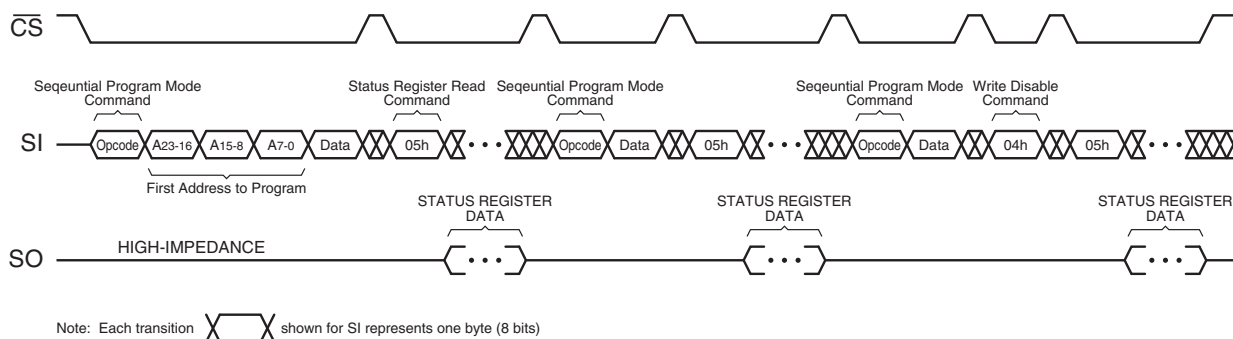 CS
Seqeuntial Program Mode
Command
Status Register Read
Command
Seqeuntial Program Mode
Command
Seqeuntial Program Mode
Command
Write Disable
Command
SI
Opcode A23-16 A15-8 A7-0 Data 05h Opcode Data 05h Opcode Data 04h 05h
First Address to Program
STATUS REGISTER
DATA
STATUS REGISTER
DATA
STATUS REGISTER
DATA
SO
HIGH-IMPEDANCE
Note: Each transition shown for SI represents one byte (8 bits)